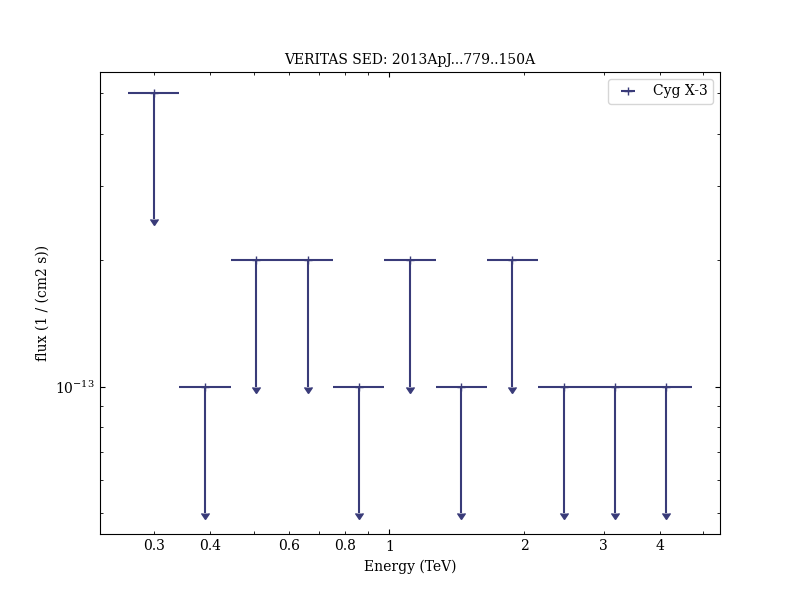 VERITAS SED: 2013ApJ...779..150A
Cyg X-3
flux (1 / (cm2 s))
10⁻¹³
0.3 0.4 0.6 0.8 1 2 3 4
Energy (TeV)